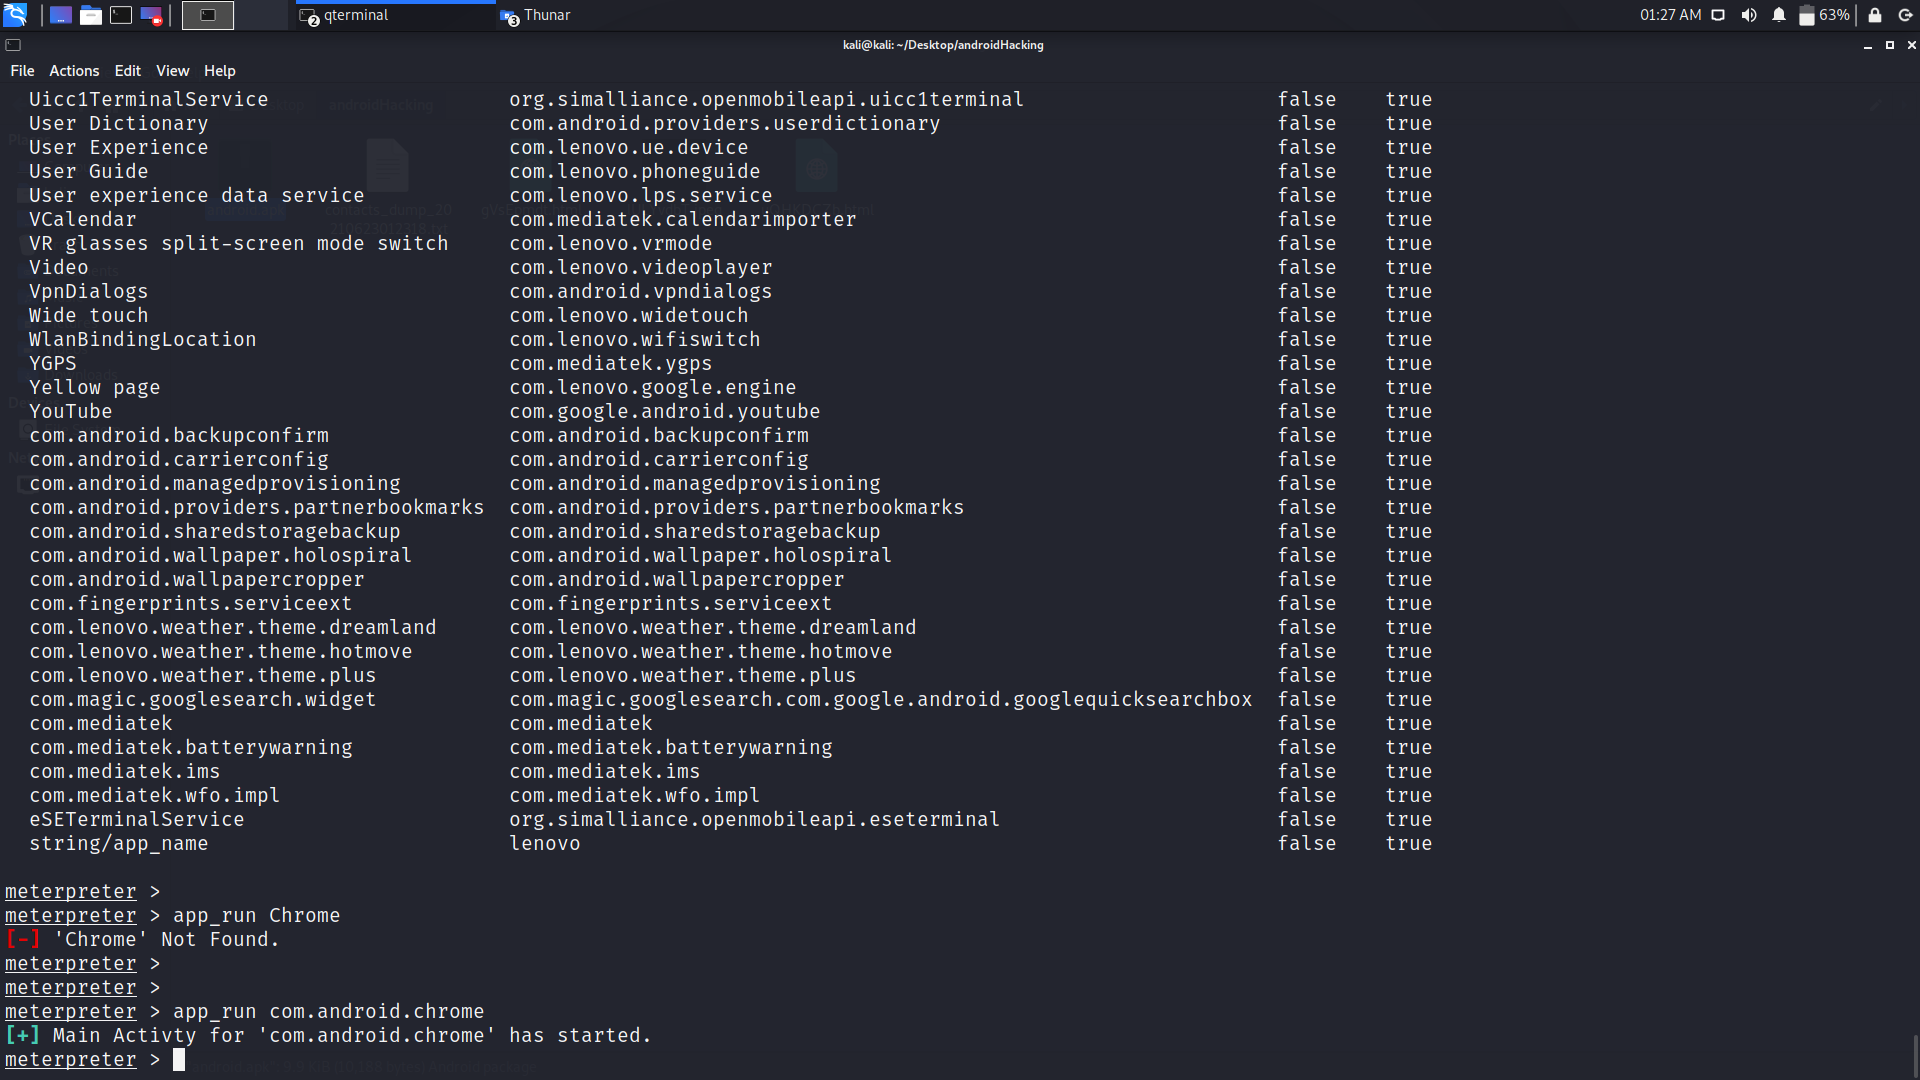 2 qterminal 3 Thunar 01:27 AM 63%
kali@kali: ~/Desktop/androidHacking
File Actions Edit View Help
Uicc1TerminalService org.simalliance.openmobileapi.uicc1terminal false true
User Dictionary com.android.providers.userdictionary false true
User Experience com.lenovo.ue.device false true
User Guide com.lenovo.phoneguide false true
User experience data service com.lenovo.lps.service false true
VCalendar com.mediatek.calendarimporter false true
VR glasses split-screen mode switch com.lenovo.vrmode false true
Video com.lenovo.videoplayer false true
VpnDialogs com.android.vpndialogs false true
Wide touch com.lenovo.widetouch false true
WlanBindingLocation com.lenovo.wifiswitch false true
YGPS com.mediatek.ygps false true
Yellow page com.lenovo.google.engine false true
YouTube com.google.android.youtube false true
com.android.backupconfirm com.android.backupconfirm false true
com.android.carrierconfig com.android.carrierconfig false true
com.android.managedprovisioning com.android.managedprovisioning false true
com.android.providers.partnerbookmarks com.android.providers.partnerbookmarks false true
com.android.sharedstoragebackup com.android.sharedstoragebackup false true
com.android.wallpaper.holospiral com.android.wallpaper.holospiral false true
com.android.wallpapercropper com.android.wallpapercropper false true
com.fingerprints.serviceext com.fingerprints.serviceext false true
com.lenovo.weather.theme.dreamland com.lenovo.weather.theme.dreamland false true
com.lenovo.weather.theme.hotmove com.lenovo.weather.theme.hotmove false true
com.lenovo.weather.theme.plus com.lenovo.weather.theme.plus false true
com.magic.googlesearch.widget com.magic.googlesearch.com.google.android.googlequicksearchbox false true
com.mediatek com.mediatek false true
com.mediatek.batterywarning com.mediatek.batterywarning false true
com.mediatek.ims com.mediatek.ims false true
com.mediatek.wfo.impl com.mediatek.wfo.impl false true
eSETerminalService org.simalliance.openmobileapi.eseterminal false true
string/app_name lenovo false true
meterpreter >
meterpreter > app_run Chrome
[-] 'Chrome' Not Found.
meterpreter >
meterpreter >
meterpreter > app_run com.android.chrome
[+] Main Activty for 'com.android.chrome' has started.
meterpreter >